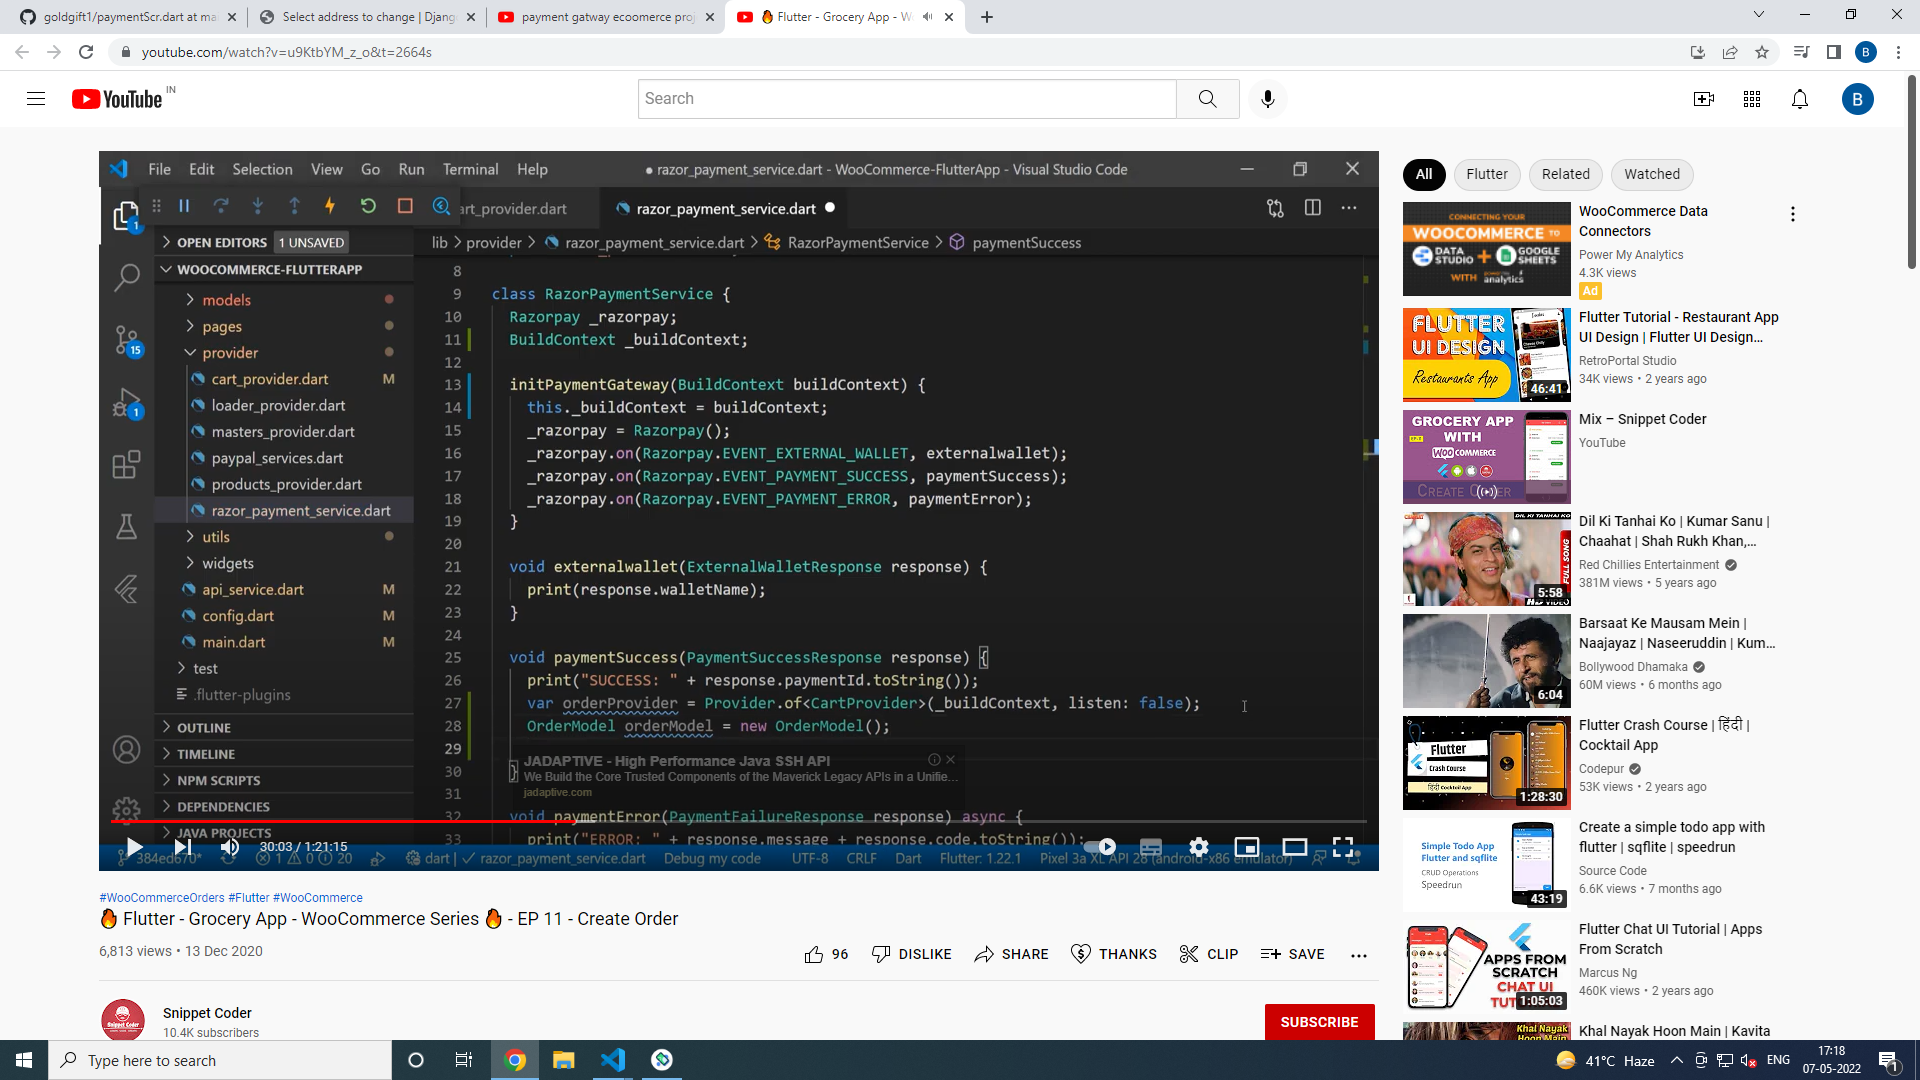 goldgift1/paymentScr.dart at ma
Select address to change | Djang
payment gatway ecoomerce proj
🔥 Flutter - Grocery App - W
youtube.com/watch?v=u9KtbYM_z_o&t=2664s
B
YouTube IN
Search
B
File Edit Selection View Go Run Terminal Help
● razor_payment_service.dart - WooCommerce-FlutterApp - Visual Studio Code
art_provider.dart
razor_payment_service.dart ●
1
OPEN EDITORS 1 UNSAVED
lib > provider > razor_payment_service.dart > RazorPaymentService > paymentSuccess
WOOCOMMERCE-FLUTTERAPP
models
pages
provider
cart_provider.dart M
loader_provider.dart
masters_provider.dart
paypal_services.dart
products_provider.dart
razor_payment_service.dart
utils
widgets
api_service.dart M
config.dart M
main.dart M
test
.flutter-plugins
OUTLINE
TIMELINE
NPM SCRIPTS
DEPENDENCIES
JAVA PROJECTS
15
1
8
9 class RazorPaymentService {
10 Razorpay _razorpay;
11 BuildContext _buildContext;
12
13 initPaymentGateway(BuildContext buildContext) {
14 this._buildContext = buildContext;
15 _razorpay = Razorpay();
16 _razorpay.on(Razorpay.EVENT_EXTERNAL_WALLET, externalwallet);
17 _razorpay.on(Razorpay.EVENT_PAYMENT_SUCCESS, paymentSuccess);
18 _razorpay.on(Razorpay.EVENT_PAYMENT_ERROR, paymentError);
19 }
20
21 void externalwallet(ExternalWalletResponse response) {
22 print(response.walletName);
23 }
24
25 void paymentSuccess(PaymentSuccessResponse response) {
26 print("SUCCESS: " + response.paymentId.toString());
27 var orderProvider = Provider.of<CartProvider>(_buildContext, listen: false);
28 OrderModel orderModel = new OrderModel();
29
30 }
31
32 void paymentError(PaymentFailureResponse response) async {
33 print("ERROR: " + response.message + response.code.toString());
JADAPTIVE - High Performance Java SSH API
We Build the Core Trusted Components of the Maverick Legacy APIs in a Unifie...
jadaptive.com
30:03 / 1:21:15
384ed670* 1 0 20 dart | razor_payment_service.dart Debug my code UTF-8 CRLF Dart Flutter: 1.22.1 Pixel 3a XL API 28 (android-x86 emulator)
#WooCommerceOrders #Flutter #WooCommerce
🔥 Flutter - Grocery App - WooCommerce Series 🔥 - EP 11 - Create Order
6,813 views • 13 Dec 2020
96 DISLIKE SHARE THANKS CLIP SAVE
Snippet Coder
Snippet Coder
10.4K subscribers
SUBSCRIBE
All Flutter Related Watched
CONNECTING YOUR
WOOCOMMERCE TO
DATA STUDIO + GOOGLE SHEETS
WITH analytics
WooCommerce Data
Connectors
Power My Analytics
4.3K views
Ad
FLUTTER
UI DESIGN
Restaurants App
46:41
Flutter Tutorial - Restaurant App
UI Design | Flutter UI Design...
RetroPortal Studio
34K views • 2 years ago
GROCERY APP
WITH
WOO COMMERCE
Mix – Snippet Coder
YouTube
DIL KI TANHAI KO
FULL SONG
HD VIDEO
5:58
Dil Ki Tanhai Ko | Kumar Sanu |
Chaahat | Shah Rukh Khan,...
Red Chillies Entertainment
381M views • 5 years ago
6:04
Barsaat Ke Mausam Mein |
Naajayaz | Naseeruddin | Kum...
Bollywood Dhamaka
60M views • 6 months ago
Flutter
Crash Course
हिंदी Cocktail App
1:28:30
Flutter Crash Course | हिंदी |
Cocktail App
Codepur
53K views • 2 years ago
Simple Todo App
Flutter and sqflite
CRUD Operations
Speedrun
43:19
Create a simple todo app with
flutter | sqflite | speedrun
Source Code
6.6K views • 7 months ago
APPS FROM
SCRATCH
CHAT UI
TUT
1:05:03
Flutter Chat UI Tutorial | Apps
From Scratch
Marcus Ng
460K views • 2 years ago
Khal Nayak
Hoon Main
Khal Nayak Hoon Main | Kavita
Type here to search
41°C Haze
ENG
17:18
07-05-2022
1